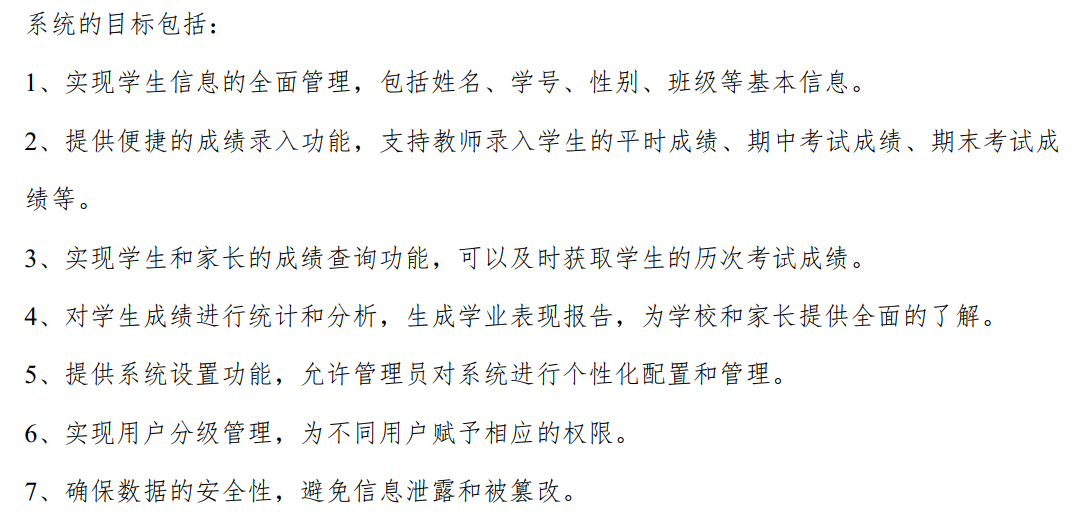 系统的目标包括：
1、实现学生信息的全面管理，包括姓名、学号、性别、班级等基本信息。
2、提供便捷的成绩录入功能，支持教师录入学生的平时成绩、期中考试成绩、期末考试成
绩等。
3、实现学生和家长的成绩查询功能，可以及时获取学生的历次考试成绩。
4、对学生成绩进行统计和分析，生成学业表现报告，为学校和家长提供全面的了解。
5、提供系统设置功能，允许管理员对系统进行个性化配置和管理。
6、实现用户分级管理，为不同用户赋予相应的权限。
7、确保数据的安全性，避免信息泄露和被篡改。